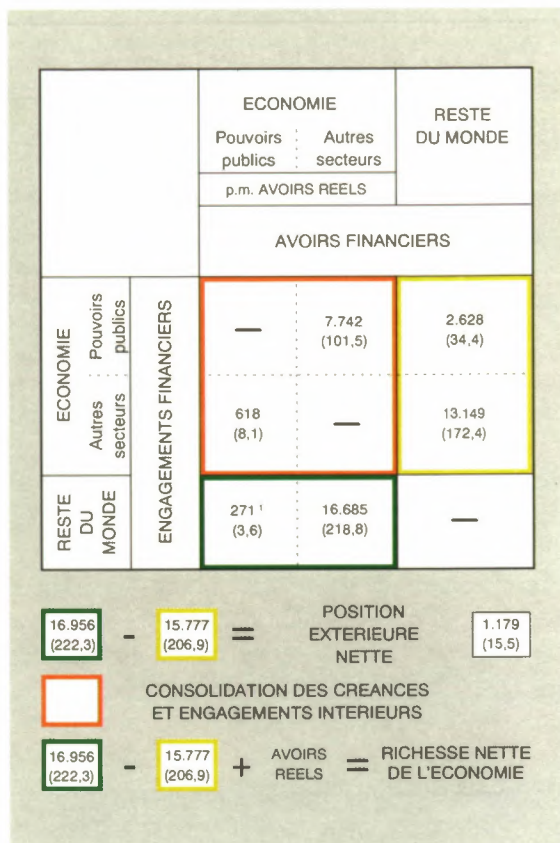 ECONOMIE
RESTE
DU MONDE
Pouvoirs
publics
Autres
secteurs
p.m. AVOIRS REELS
AVOIRS FINANCIERS
ECONOMIE
Pouvoirs
publics
Autres
secteurs
RESTE
DU
MONDE
ENGAGEMENTS FINANCIERS
— 7.742 2.628
(101,5) (34,4)
618 — 13.149
(8,1) (172,4)
271 ¹ 16.685 —
(3,6) (218,8)
16.956 - 15.777 =
(222,3) (206,9)
POSITION
EXTERIEURE
NETTE
1.179
(15,5)
CONSOLIDATION DES CREANCES
ET ENGAGEMENTS INTERIEURS
16.956 - 15.777 +
(222,3) (206,9)
AVOIRS
REELS
=
RICHESSE NETTE
DE L'ECONOMIE